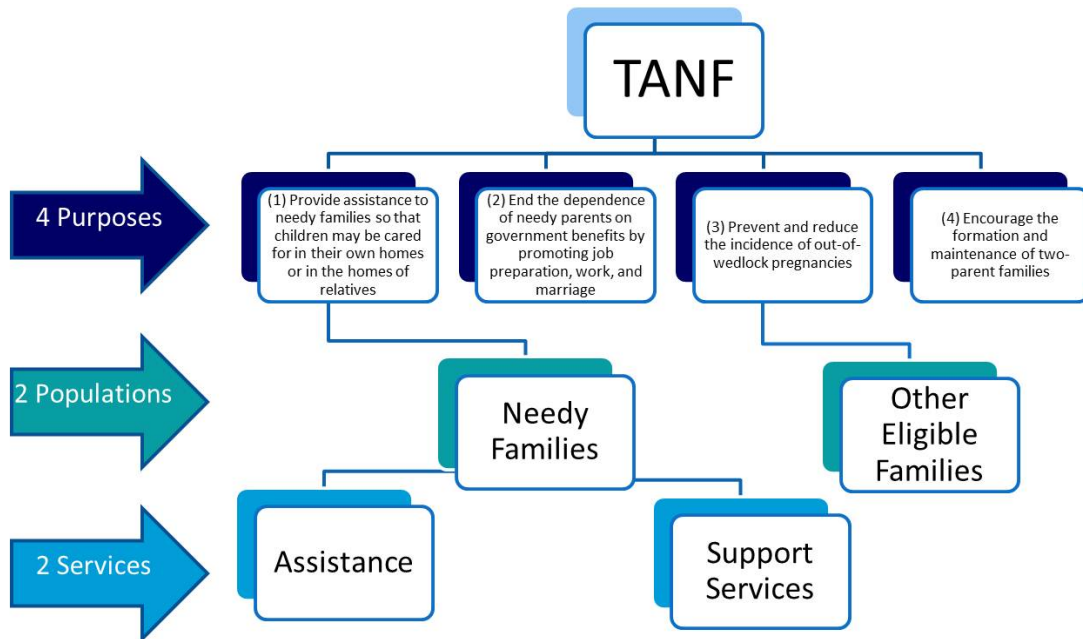 TANF
4 Purposes
(1) Provide assistance to
needy families so that
children may be cared
for in their own homes
or in the homes of
relatives
(2) End the dependence
of needy parents on
government benefits by
promoting job
preparation, work, and
marriage
(3) Prevent and reduce
the incidence of out-of-
wedlock pregnancies
(4) Encourage the
formation and
maintenance of two-
parent families
2 Populations
Needy
Families
Other
Eligible
Families
2 Services
Assistance
Support
Services